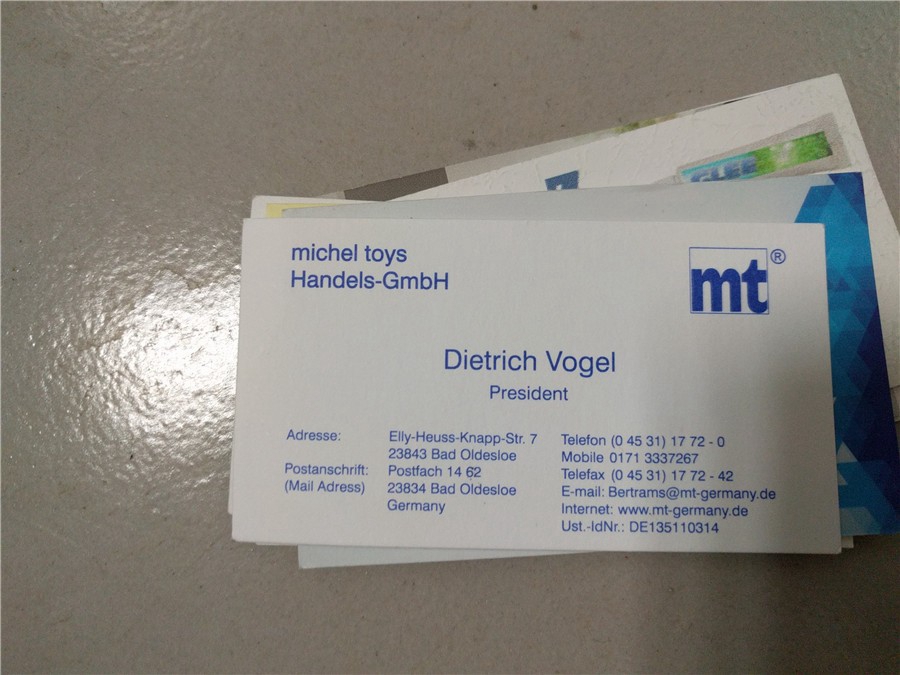 michel toys
Handels-GmbH
mt®
Dietrich Vogel
President
Adresse: Elly-Heuss-Knapp-Str. 7
23843 Bad Oldesloe
Postanschrift: Postfach 14 62
(Mail Adress) 23834 Bad Oldesloe
Germany
Telefon (0 45 31) 17 72 - 0
Mobile 0171 3337267
Telefax (0 45 31) 17 72 - 42
E-mail: Bertrams@mt-germany.de
Internet: www.mt-germany.de
Ust.-IdNr.: DE135110314